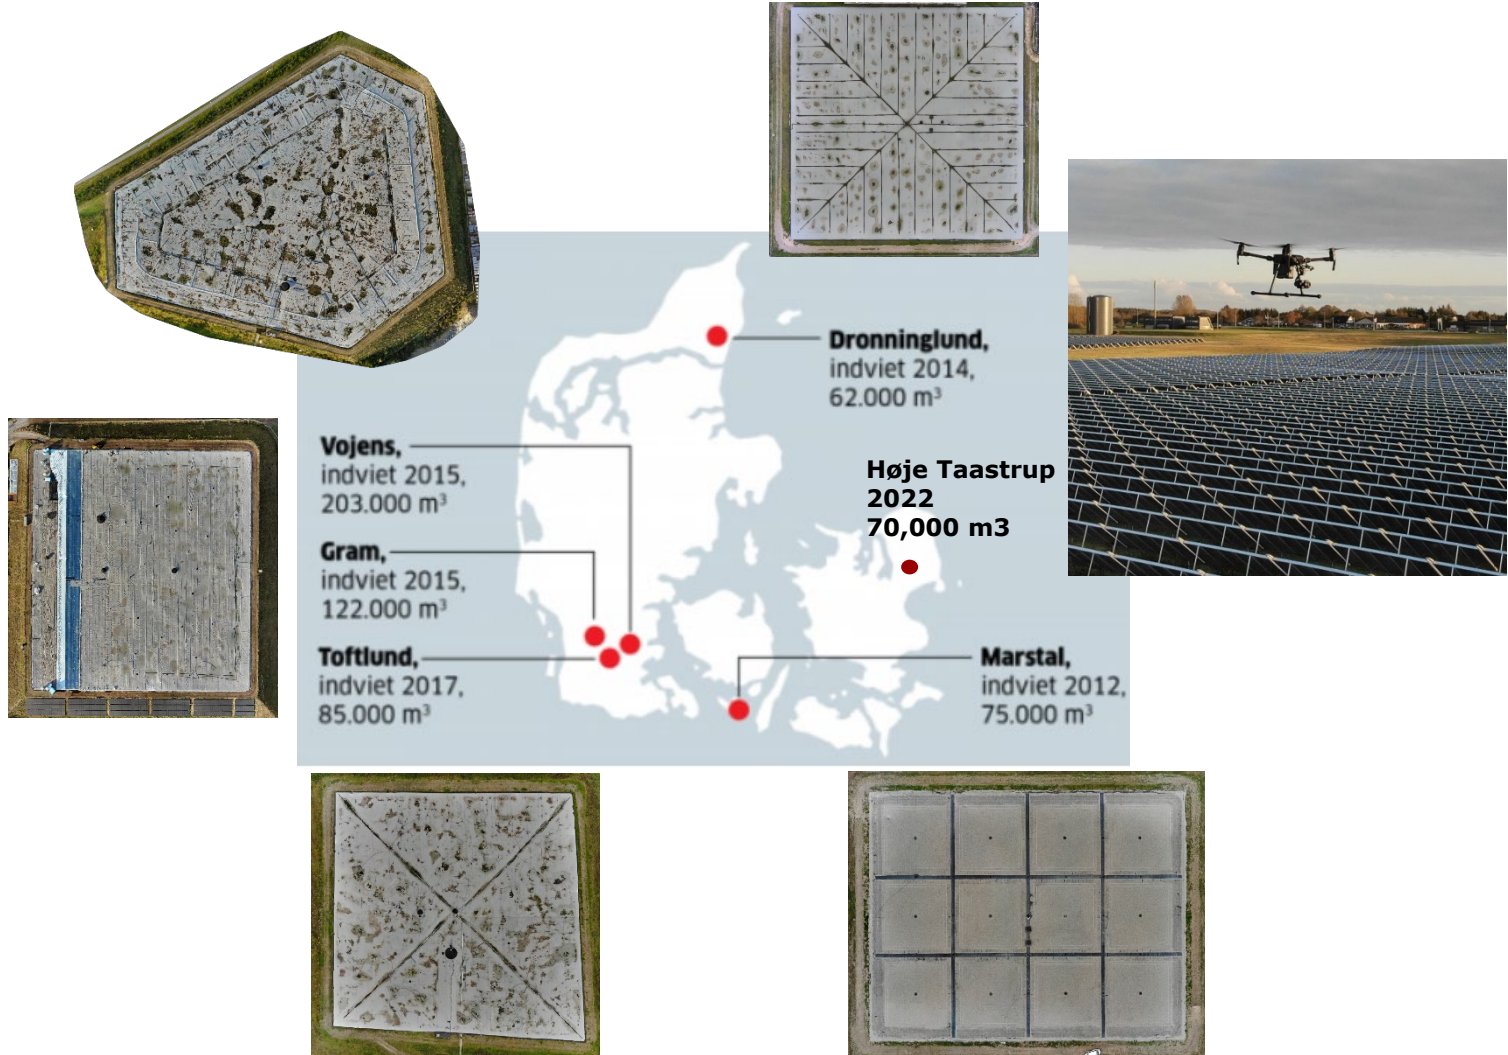 Dronninglund,
indviet 2014,
62.000 m³
Vojens,
indviet 2015,
203.000 m³
Høje Taastrup
2022
70,000 m3
Gram,
indviet 2015,
122.000 m³
Toftlund,
indviet 2017,
85.000 m³
Marstal,
indviet 2012,
75.000 m³